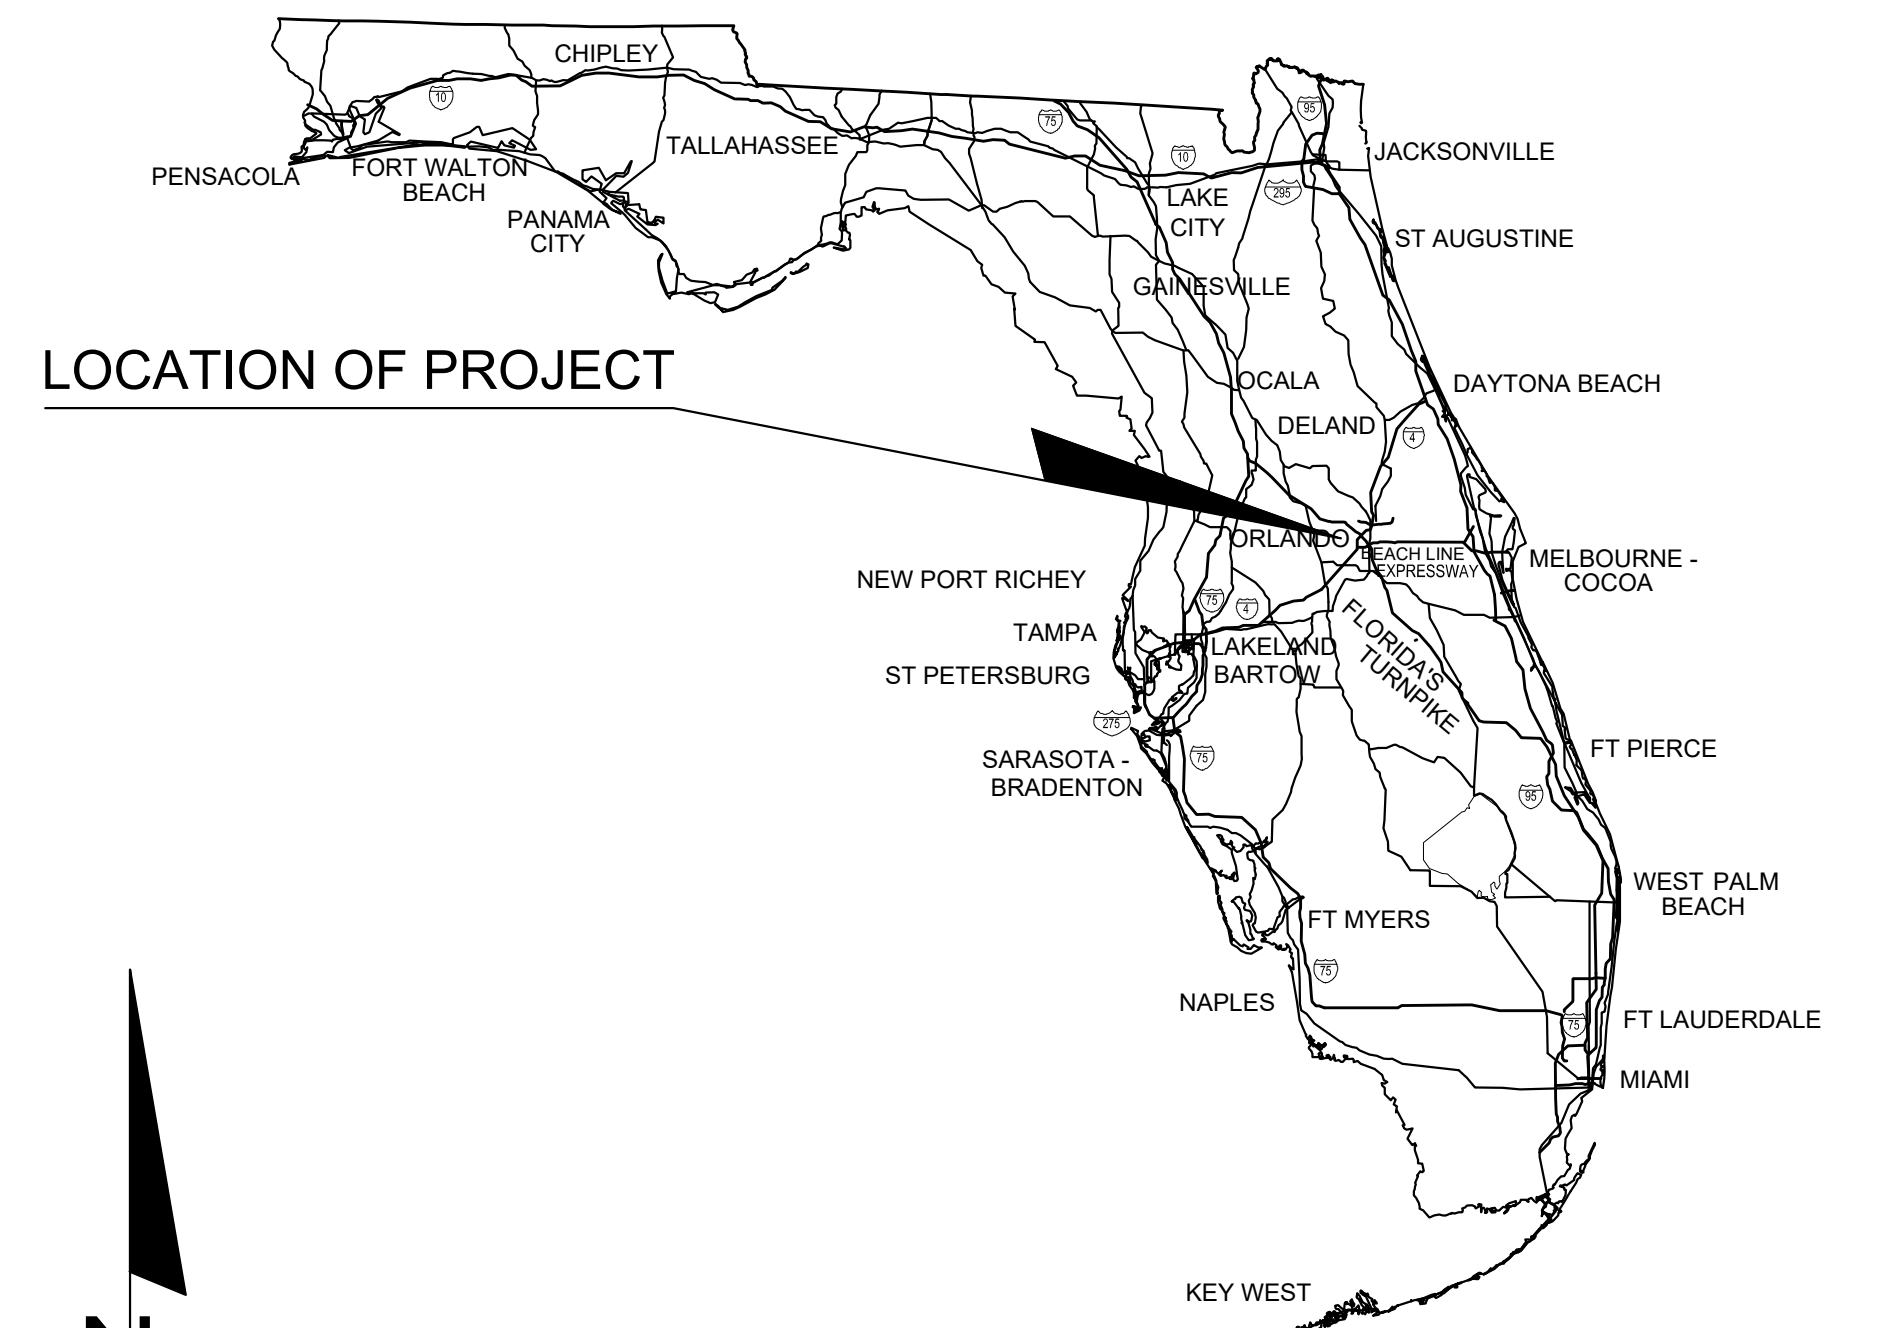 CHIPLEY
10
95
75
TALLAHASSEE
JACKSONVILLE
10
PENSACOLA
FORT WALTON
BEACH
295
LAKE
CITY
PANAMA
CITY
ST AUGUSTINE
GAINESVILLE
LOCATION OF PROJECT
OCALA
DAYTONA BEACH
DELAND
4
ORLANDO
BEACH LINE
EXPRESSWAY
MELBOURNE -
COCOA
NEW PORT RICHEY
75
4
TAMPA
LAKELAND
BARTOW
FLORIDA'S
TURNPIKE
ST PETERSBURG
275
75
SARASOTA -
BRADENTON
FT PIERCE
95
WEST PALM
BEACH
FT MYERS
75
NAPLES
75
FT LAUDERDALE
MIAMI
KEY WEST
N